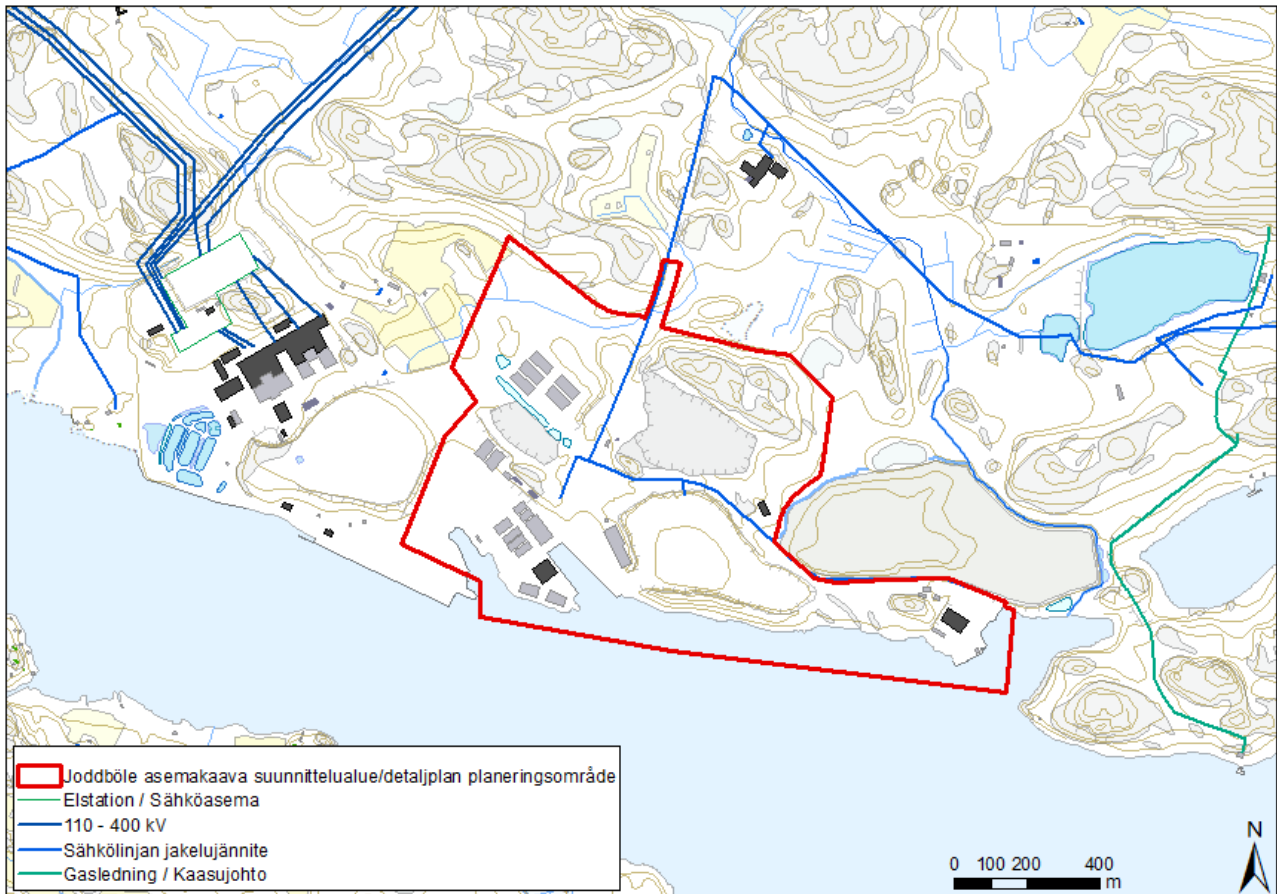 Joddböle asemakaava suunnittelualue/detaljplan planeringsområde
Elstation / Sähköasema
110 - 400 kV
Sähkölinjan jakelujännite
Gasledning / Kaasujohto
0 100 200 400
m
N